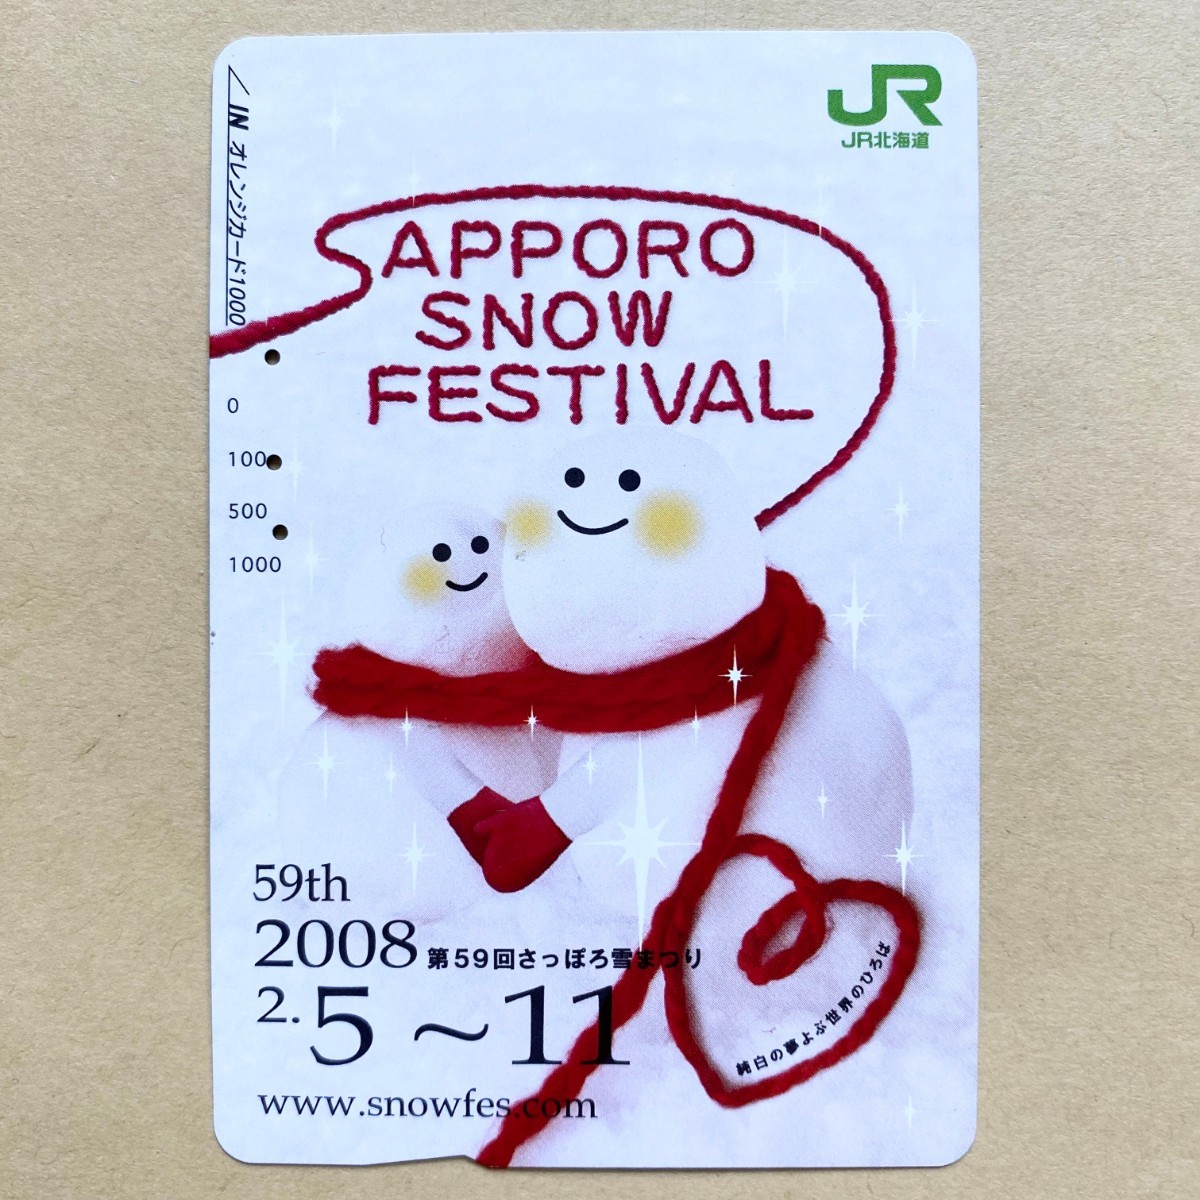 JR
JR北海道
IN オレンジカード1000
SAPPORO
SNOW
FESTIVAL
0
100
500
1000
59th
2008 第59回さっぽろ雪まつり
2.5~11
純白の夢よぶ世界のひろば
www.snowfes.com